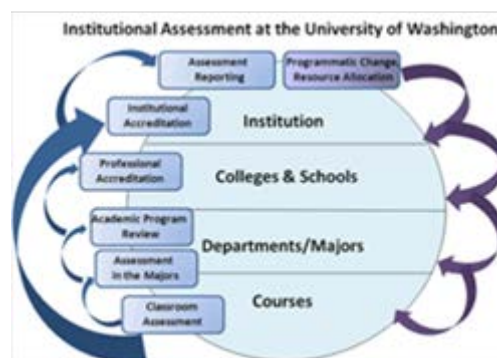 Institutional Assessment at the University of Washington
Assessment
Reporting
Programmatic Change,
Resource Allocation
Institutional
Accreditation
Institution
Professional
Accreditation
Colleges & Schools
Academic Program
Review
Departments/Majors
Assessment
in the Majors
Classroom
Assessment
Courses